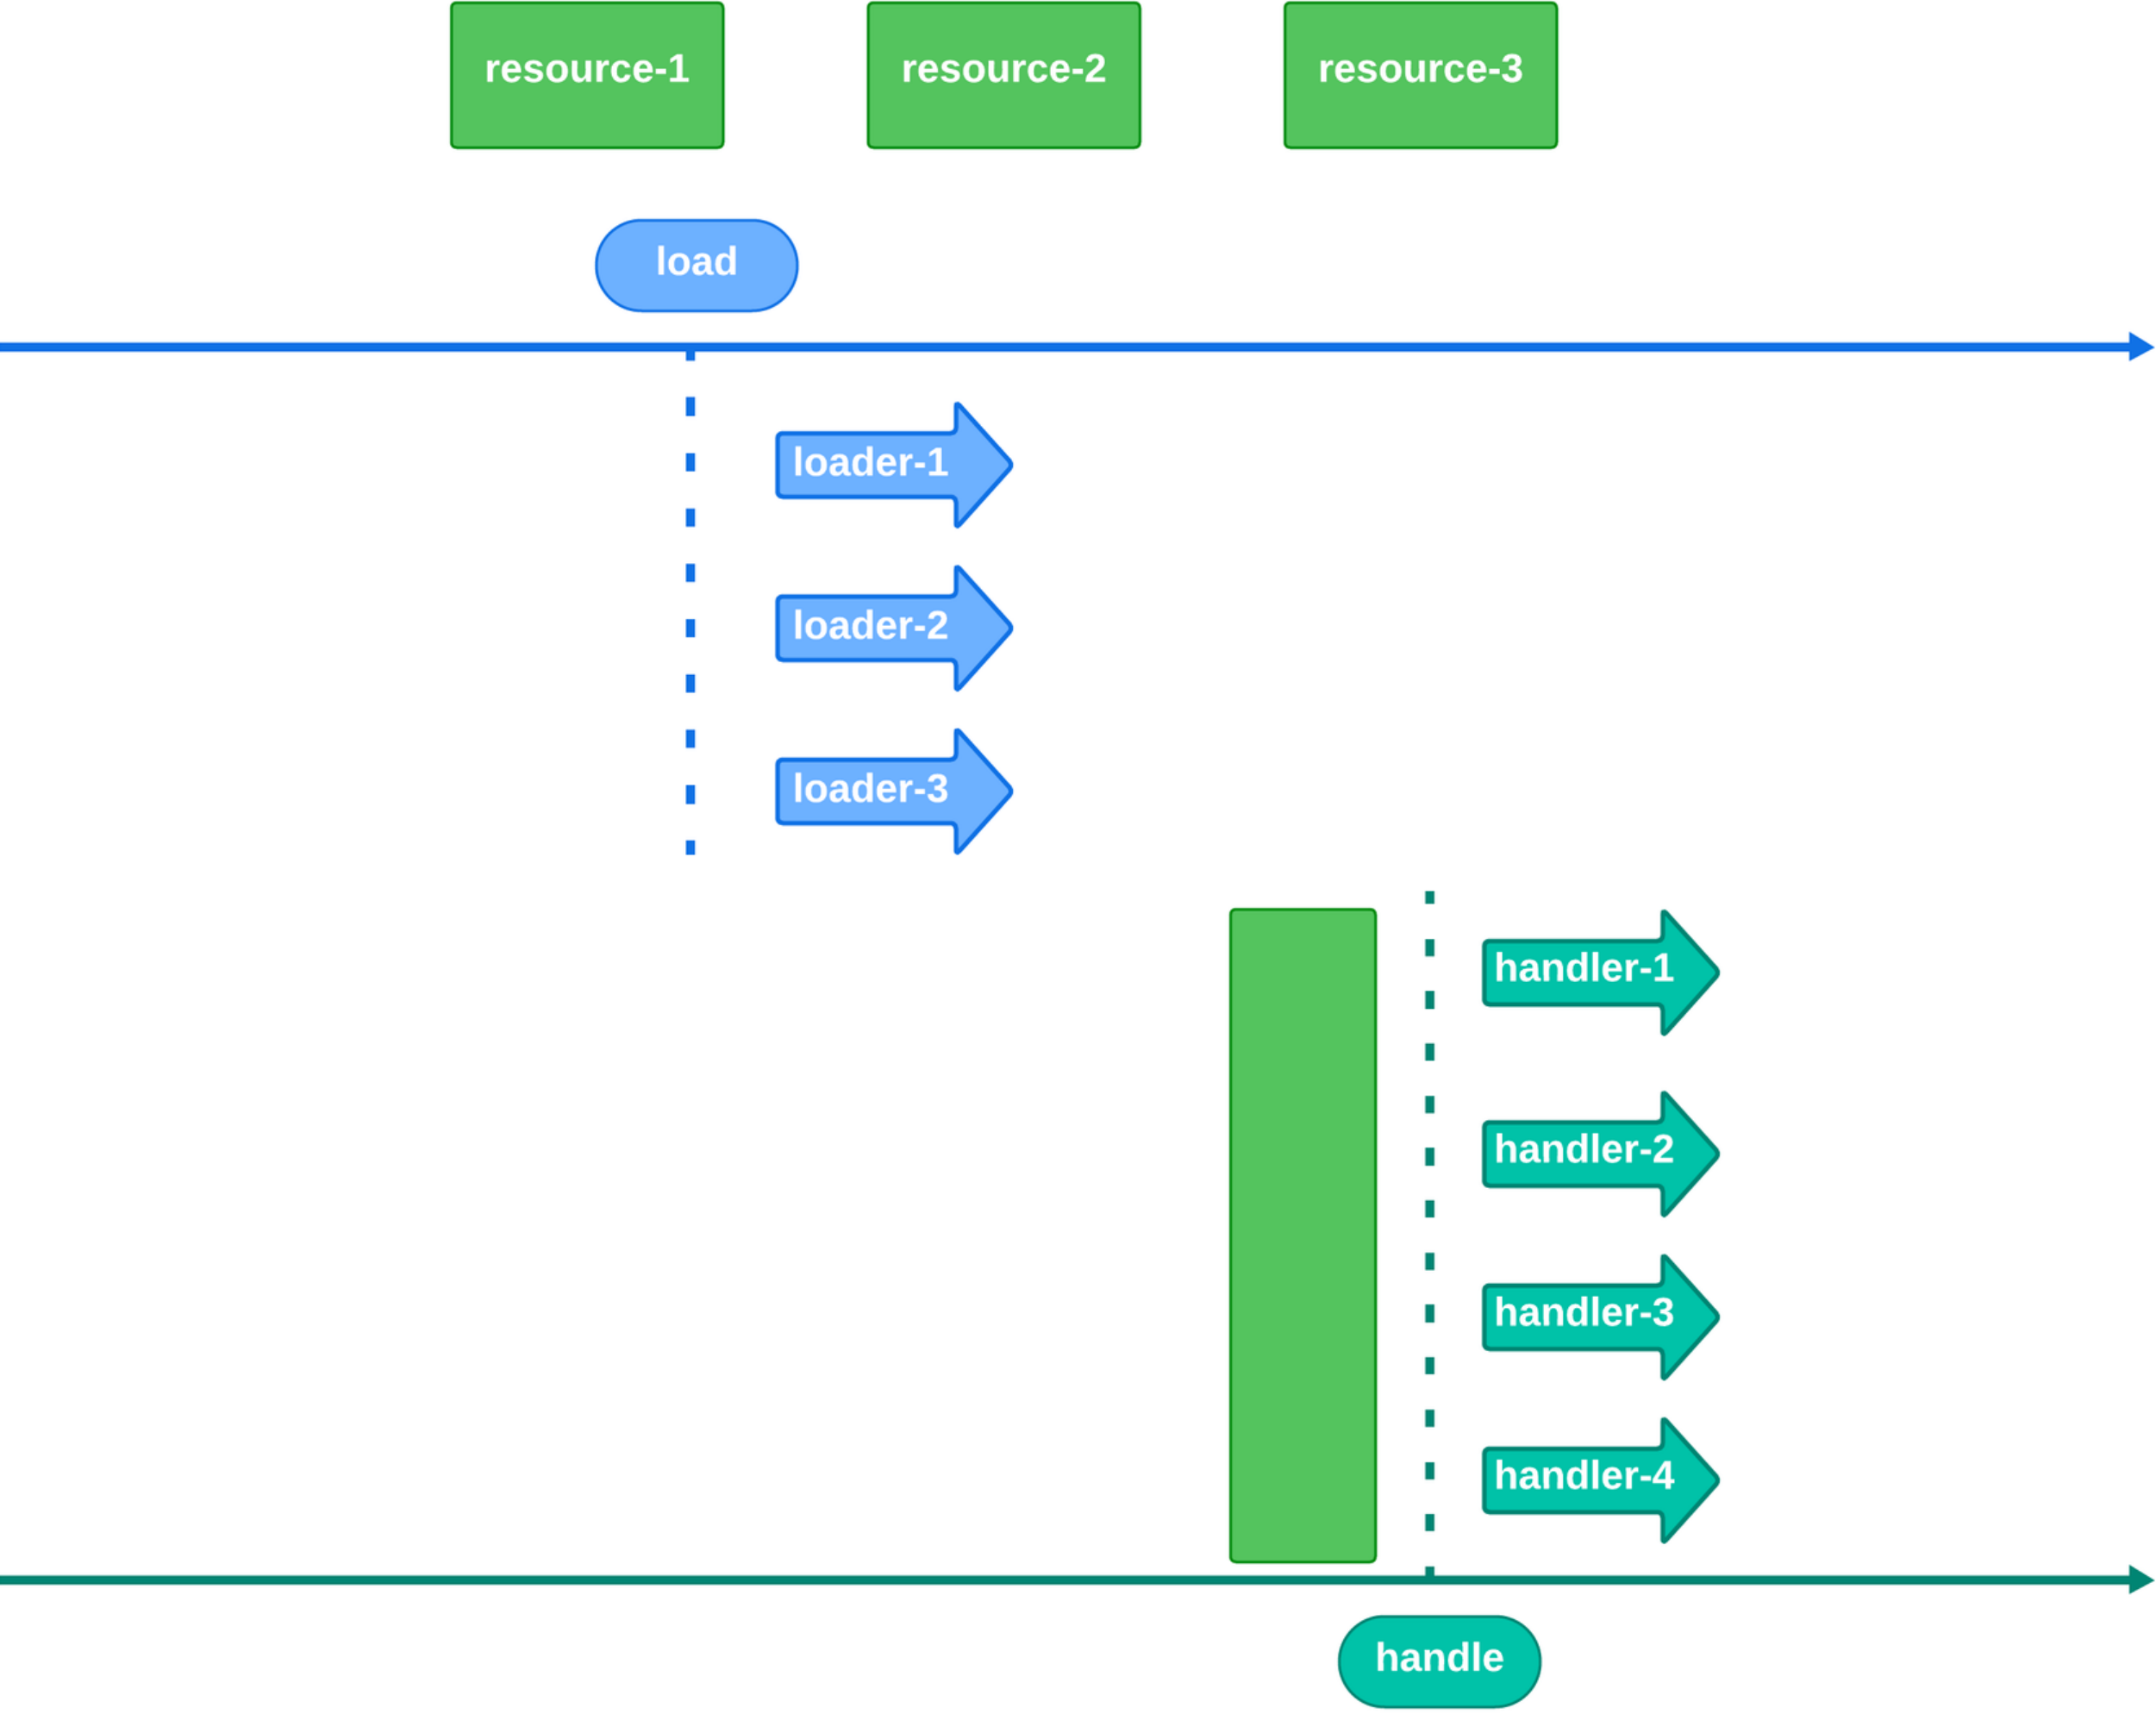 resource-1
resource-2
resource-3
load
loader-1
loader-2
loader-3
handler-1
handler-2
handler-3
handler-4
handle